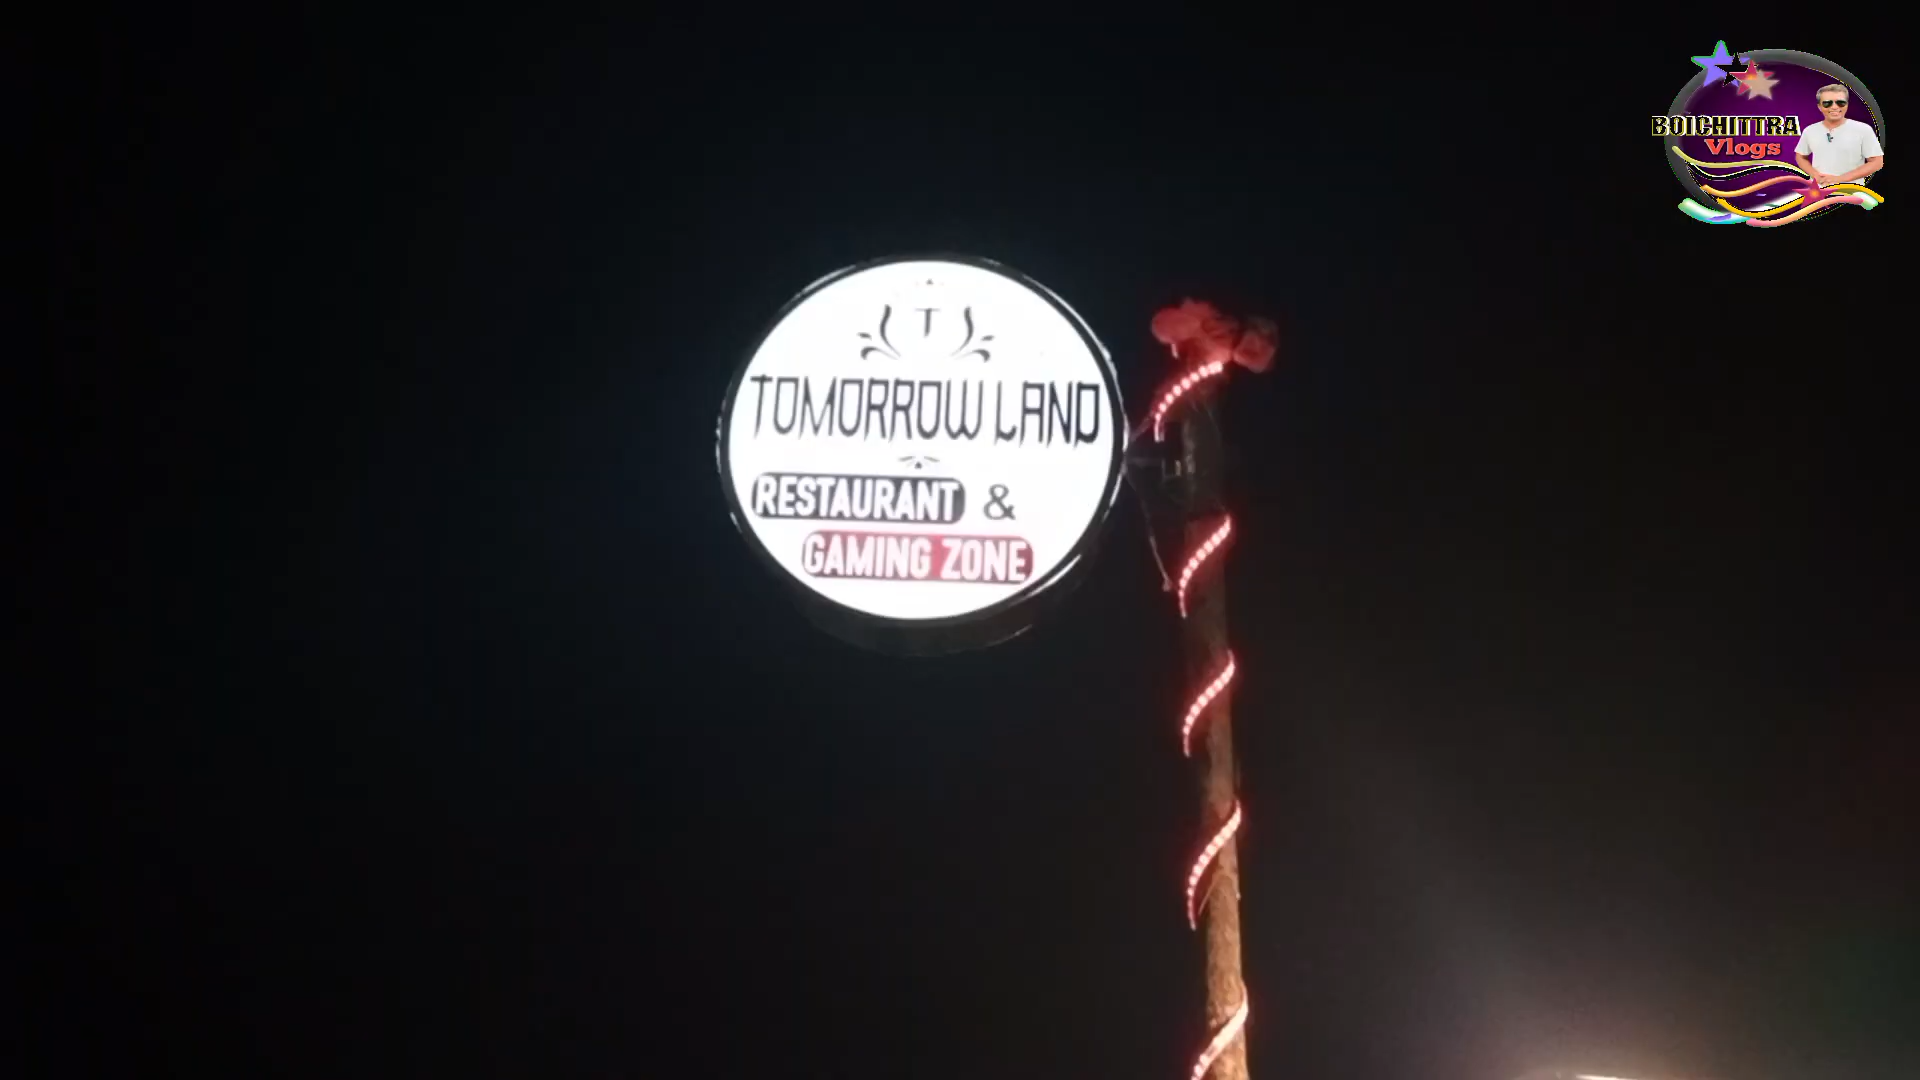 T
TOMORROW LAND
RESTAURANT &
GAMING ZONE
BOICHITTRA
Vlogs